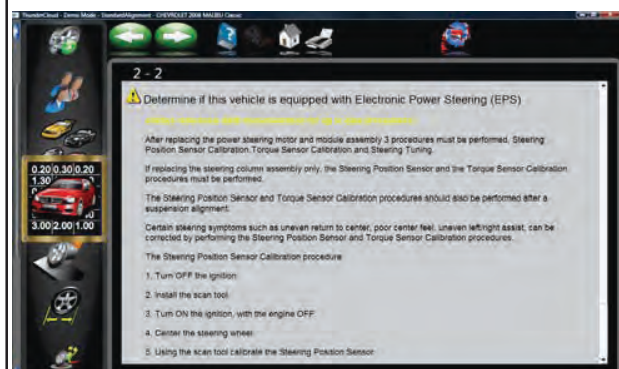 ThunderCloud - Demo Mode - StandardAlignment - CHEVROLET 2008 MALIBU Classic
2 - 2
Determine if this vehicle is equipped with Electronic Power Steering (EPS)
After replacing the power steering motor and module assembly 3 procedures must be performed, Steering
Position Sensor Calibration,Torque Sensor Calibration and Steering Tuning.
If replacing the steering column assembly only, the Steering Position Sensor and the Torque Sensor Calibration
procedures must be performed.
The Steering Position Sensor and Torque Sensor Calibration procedures should also be performed after a
suspension alignment.
Certain steering symptoms such as uneven return to center, poor center feel, uneven left/right assist, can be
corrected by performing the Steering Position Sensor and Torque Sensor Calibration procedures.
The Steering Position Sensor Calibration procedure
1. Turn OFF the ignition
2. Install the scan tool
3. Turn ON the ignition, with the engine OFF
4. Center the steering wheel
5. Using the scan tool calibrate the Steering Position Sensor
0.20 0.30 0.20
1.30
3.00 2.00 1.00